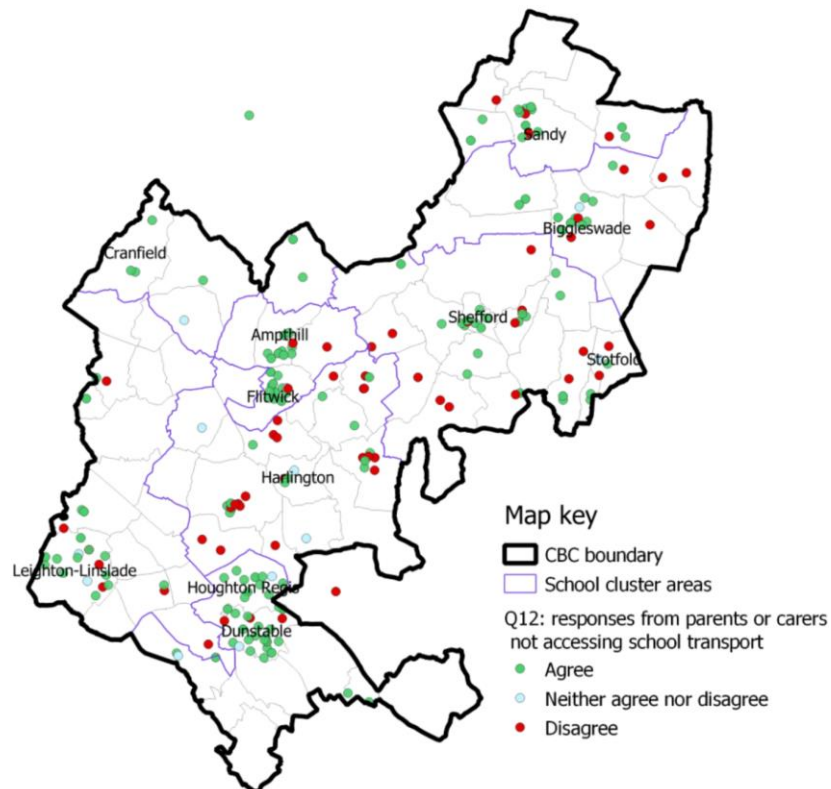 Sandy
Biggleswade
Cranfield
Shefford
Ampthill
Stotfold
Flitwick
Harlington
Leighton-Linslade
Houghton Regis
Dunstable
Map key
CBC boundary
School cluster areas
Q12: responses from parents or carers
not accessing school transport
Agree
Neither agree nor disagree
Disagree